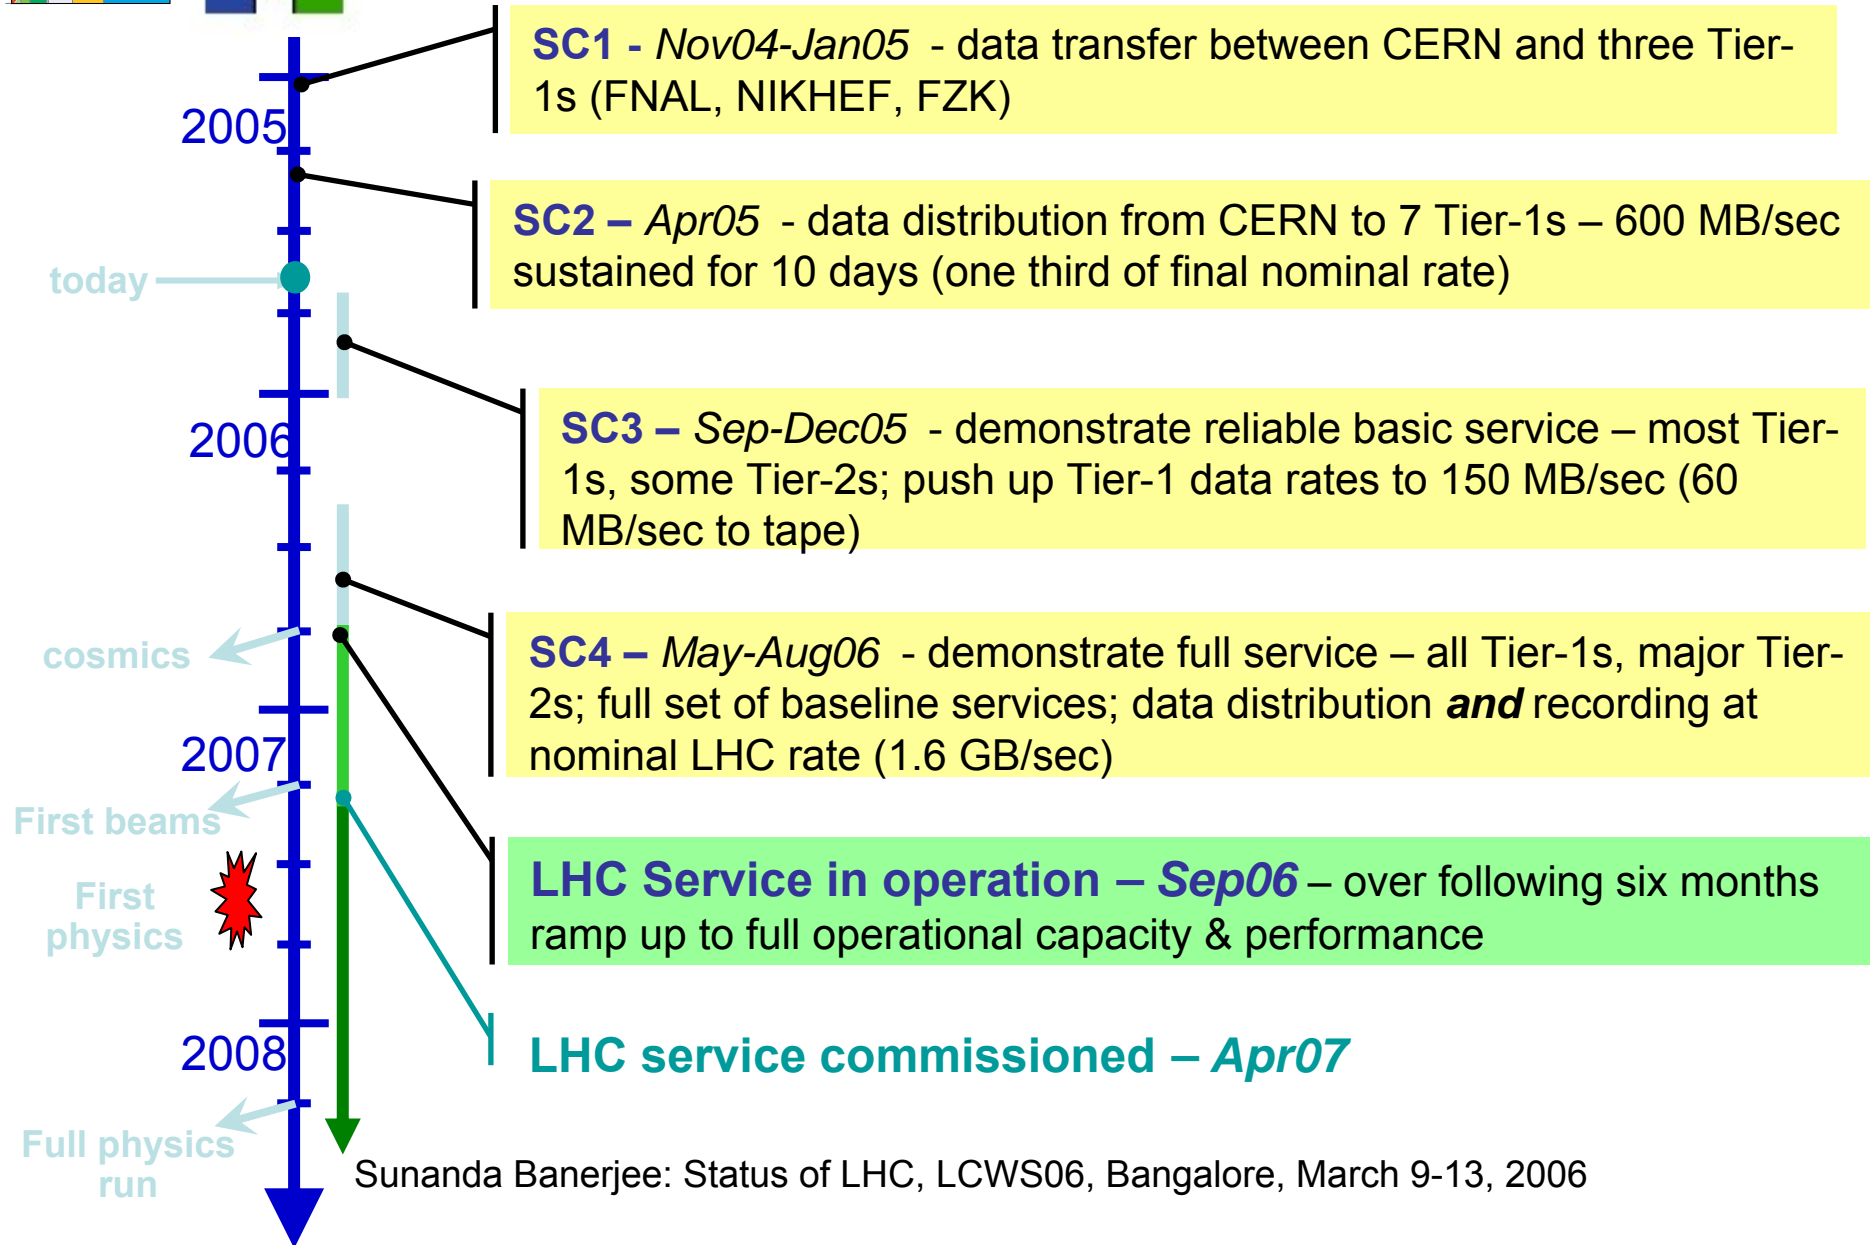 SC1 - Nov04-Jan05 - data transfer between CERN and three Tier-
1s (FNAL, NIKHEF, FZK)
2005
SC2 – Apr05 - data distribution from CERN to 7 Tier-1s – 600 MB/sec
sustained for 10 days (one third of final nominal rate)
today
SC3 – Sep-Dec05 - demonstrate reliable basic service – most Tier-
1s, some Tier-2s; push up Tier-1 data rates to 150 MB/sec (60
MB/sec to tape)
2006
SC4 – May-Aug06 - demonstrate full service – all Tier-1s, major Tier-
2s; full set of baseline services; data distribution and recording at
nominal LHC rate (1.6 GB/sec)
cosmics
2007
First beams
LHC Service in operation – Sep06 – over following six months
ramp up to full operational capacity & performance
First
physics
LHC service commissioned – Apr07
2008
Full physics
run
Sunanda Banerjee: Status of LHC, LCWS06, Bangalore, March 9-13, 2006